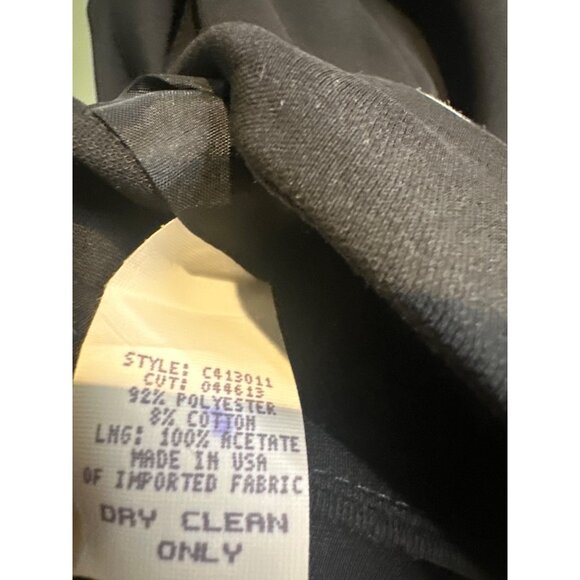 STYLE: C413011
CUT: 044613
92% POLYESTER
8% COTTON
LNG: 100% ACETATE
MADE IN USA
OF IMPORTED FABRIC
DRY CLEAN
ONLY